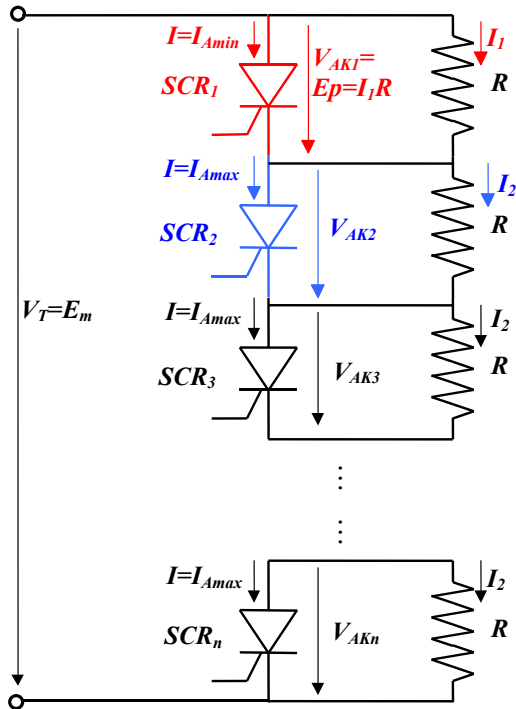 I=I_Amin
V_AK1=
Ep=I_1R
I_1
SCR_1
R
I=I_Amax
I_2
SCR_2
V_AK2
R
V_T=E_m
I=I_Amax
I_2
SCR_3
V_AK3
R
... ...
... ...
I=I_Amax
I_2
SCR_n
V_AKn
R